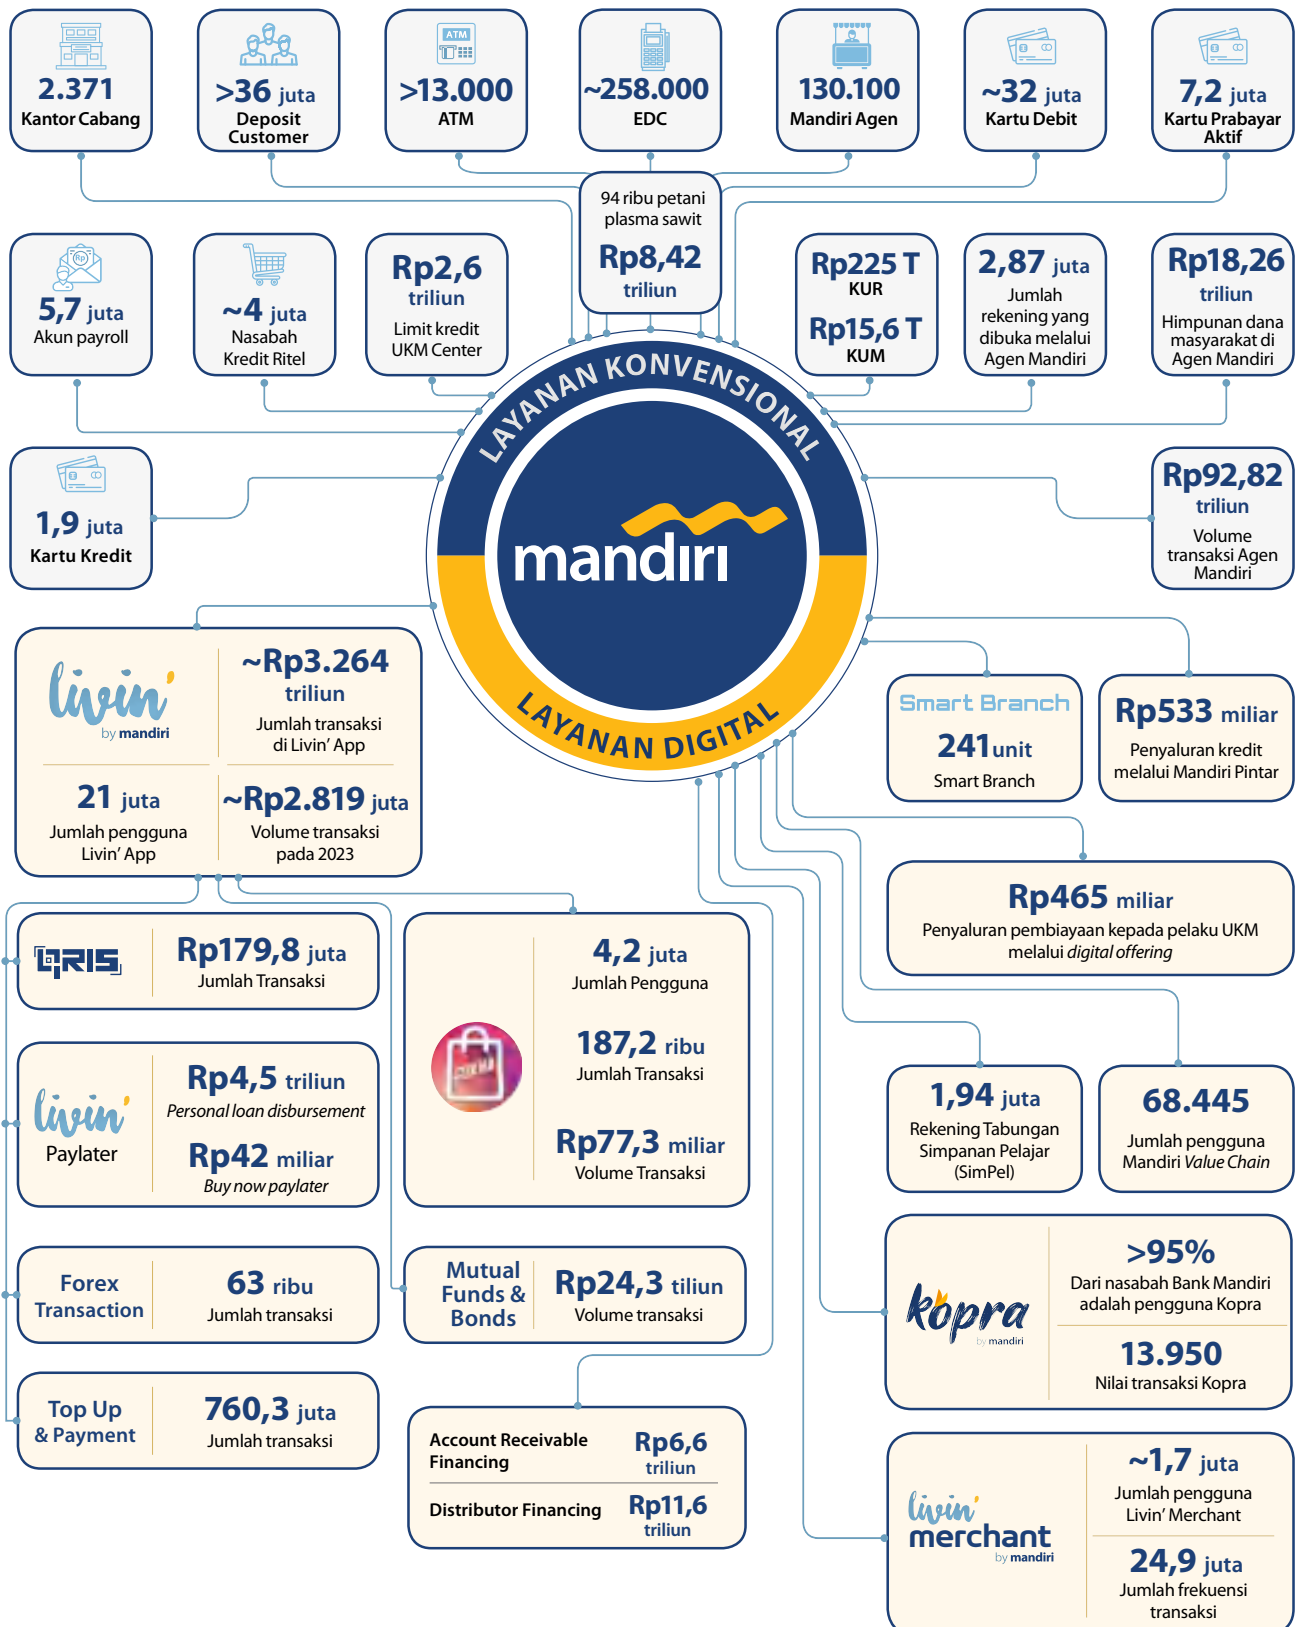 ATM
2.371
Kantor Cabang
>36 juta
Deposit
Customer
>13.000
ATM
~258.000
EDC
130.100
Mandiri Agen
~32 juta
Kartu Debit
7,2 juta
Kartu Prabayar
Aktif
94 ribu petani
plasma sawit
Rp8,42
triliun
Rp
5,7 juta
Akun payroll
~4 juta
Nasabah
Kredit Ritel
Rp2,6
triliun
Limit kredit
UKM Center
Rp225 T
KUR
Rp15,6 T
KUM
2,87 juta
Jumlah
rekening yang
dibuka melalui
Agen Mandiri
Rp18,26
triliun
Himpunan dana
masyarakat di
Agen Mandiri
LAYANAN KONVENSIONAL
mandiri
LAYANAN DIGITAL
1,9 juta
Kartu Kredit
Rp92,82
triliun
Volume
transaksi Agen
Mandiri
livin'
by mandiri
~Rp3.264
triliun
Jumlah transaksi
di Livin' App
21 juta
Jumlah pengguna
Livin' App
~Rp2.819 juta
Volume transaksi
pada 2023
Smart Branch
241 unit
Smart Branch
Rp533 miliar
Penyaluran kredit
melalui Mandiri Pintar
Rp465 miliar
Penyaluran pembiayaan kepada pelaku UKM
melalui digital offering
QRIS
Rp179,8 juta
Jumlah Transaksi
livin'
Paylater
Rp4,5 triliun
Personal loan disbursement
Rp42 miliar
Buy now paylater
4,2 juta
Jumlah Pengguna
187,2 ribu
Jumlah Transaksi
Rp77,3 miliar
Volume Transaksi
1,94 juta
Rekening Tabungan
Simpanan Pelajar
(SimPel)
68.445
Jumlah pengguna
Mandiri Value Chain
Forex
Transaction
63 ribu
Jumlah transaksi
Mutual
Funds &
Bonds
Rp24,3 tiliun
Volume transaksi
kopra
by mandiri
>95%
Dari nasabah Bank Mandiri
adalah pengguna Kopra
13.950
Nilai transaksi Kopra
Top Up
& Payment
760,3 juta
Jumlah transaksi
Account Receivable
Financing
Rp6,6
triliun
Distributor Financing
Rp11,6
triliun
livin'
merchant
by mandiri
~1,7 juta
Jumlah pengguna
Livin' Merchant
24,9 juta
Jumlah frekuensi
transaksi